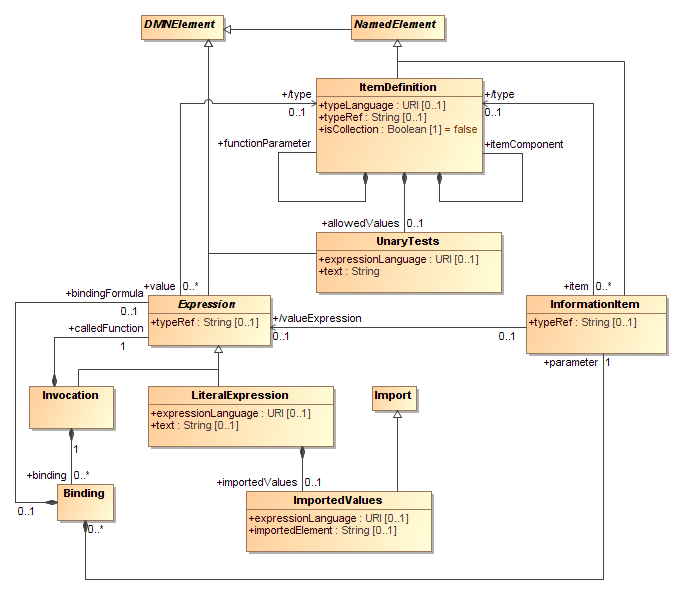 DMNElement
NamedElement
ItemDefinition
+typeLanguage : URI [0..1]
+typeRef : String [0..1]
+isCollection : Boolean [1] = false
+/type
0..1
+/type
0..1
+functionParameter
+itemComponent
+allowedValues
0..1
UnaryTests
+expressionLanguage : URI [0..1]
+text : String
+value
0..*
+item
0..*
+bindingFormula
0..1
Expression
+typeRef : String [0..1]
InformationItem
+typeRef : String [0..1]
+calledFunction
1
+/valueExpression
0..1
0..1
+parameter
1
Invocation
LiteralExpression
+expressionLanguage : URI [0..1]
+text : String [0..1]
Import
1
+binding
0..*
+importedValues
0..1
Binding
0..1
0..*
ImportedValues
+expressionLanguage : URI [0..1]
+importedElement : String [0..1]